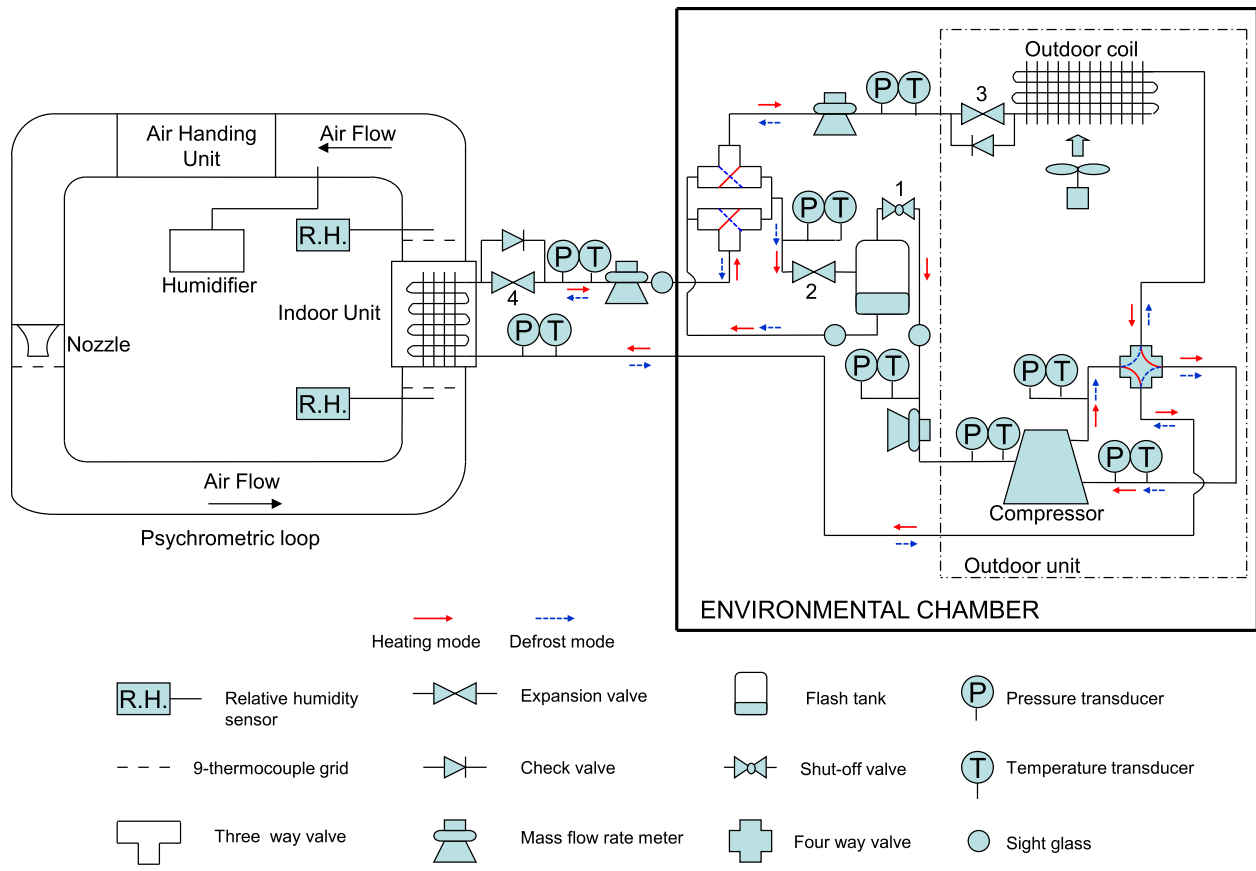 Outdoor coil
P T
3
Air Handing
Unit
Air Flow
1
R.H.
P T
Humidifier
P T
2
4
Indoor Unit
Nozzle
P T
P T
P T
R.H.
P T
P T
Air Flow
Compressor
Psychrometric loop
Outdoor unit
ENVIRONMENTAL CHAMBER
Heating mode
Defrost mode
R.H.
Relative humidity
sensor
Expansion valve
Flash tank
P
Pressure transducer
9-thermocouple grid
Check valve
Shut-off valve
T
Temperature transducer
Three way valve
Mass flow rate meter
Four way valve
Sight glass